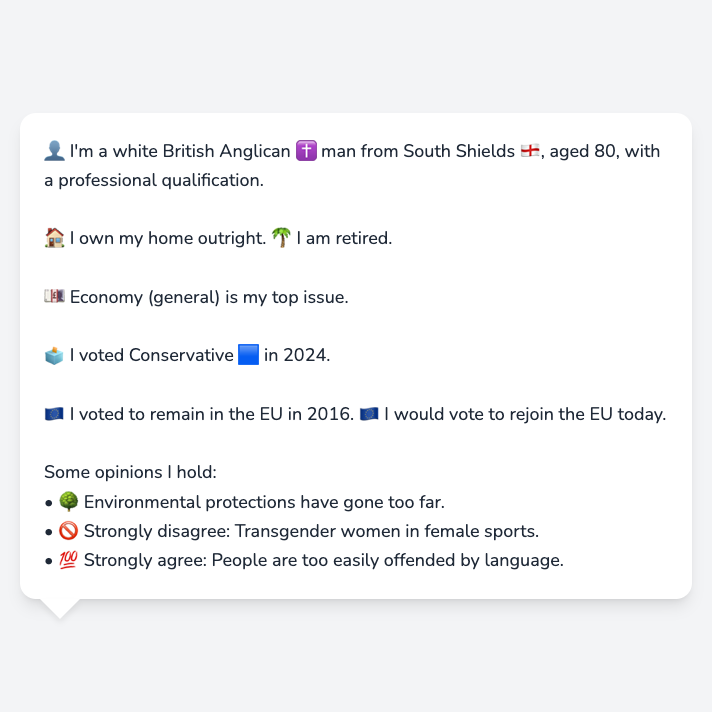 👤 I'm a white British Anglican ✝️ man from South Shields 🏴󠁧󠁢󠁥󠁮󠁧󠁿, aged 80, with
a professional qualification.
🏠 I own my home outright. 🌴 I am retired.
💷 Economy (general) is my top issue.
🗳️ I voted Conservative 🟦 in 2024.
🇪🇺 I voted to remain in the EU in 2016. 🇪🇺 I would vote to rejoin the EU today.
Some opinions I hold:
• 🌳 Environmental protections have gone too far.
• 🚫 Strongly disagree: Transgender women in female sports.
• 💯 Strongly agree: People are too easily offended by language.